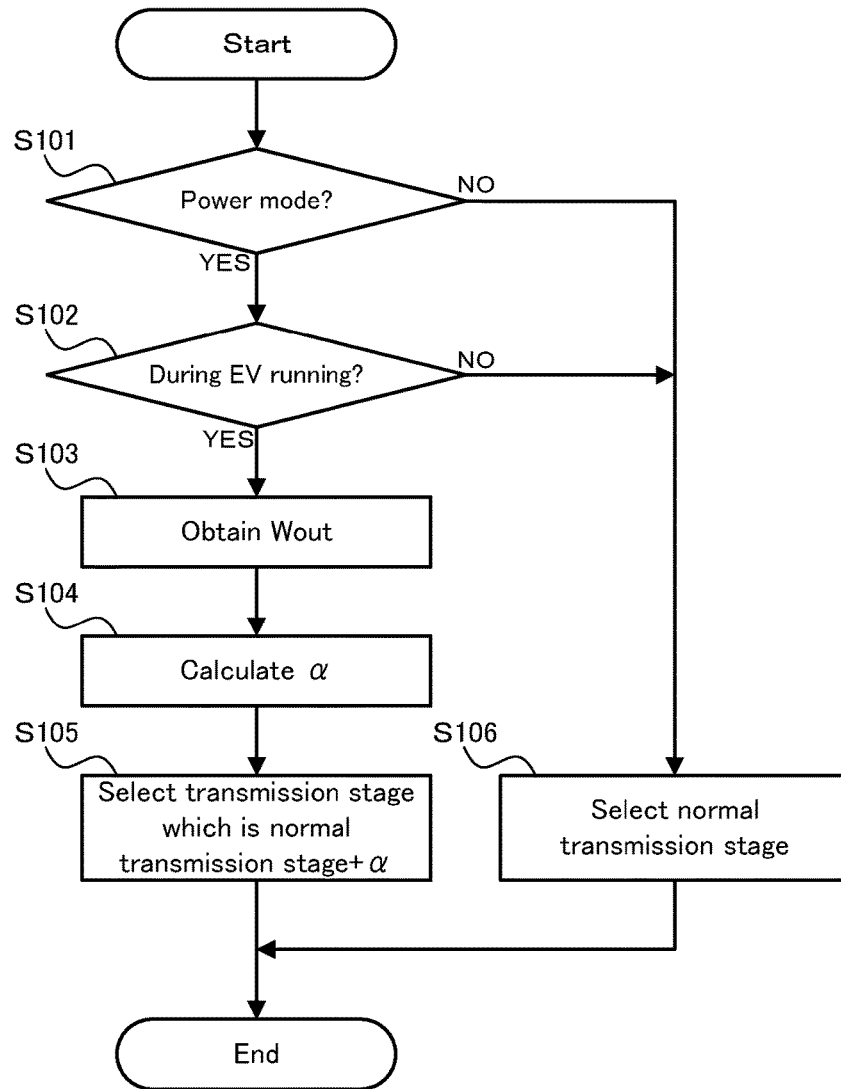 Start
S101
Power mode?
NO
YES
S102
During EV running?
NO
YES
S103
Obtain Wout
S104
Calculate α
S105
Select transmission stage
which is normal
transmission stage+α
S106
Select normal
transmission stage
End